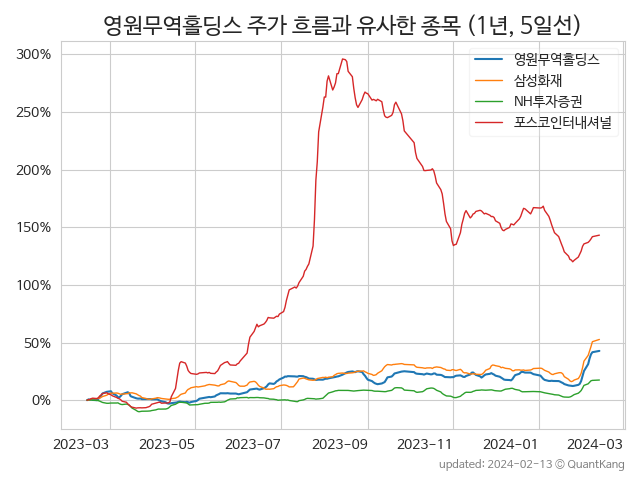 영원무역홀딩스 주가 흐름과 유사한 종목 (1년, 5일선)
영원무역홀딩스
삼성화재
NH투자증권
포스코인터내셔널
300%
250%
200%
150%
100%
50%
0%
2023-03 2023-05 2023-07 2023-09 2023-11 2024-01 2024-03
updated: 2024-02-13 © QuantKang